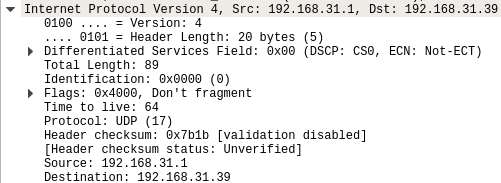 Internet Protocol Version 4, Src: 192.168.31.1, Dst: 192.168.31.39
0100 .... = Version: 4
.... 0101 = Header Length: 20 bytes (5)
Differentiated Services Field: 0x00 (DSCP: CS0, ECN: Not-ECT)
Total Length: 89
Identification: 0x0000 (0)
Flags: 0x4000, Don't fragment
Time to live: 64
Protocol: UDP (17)
Header checksum: 0x7b1b [validation disabled]
[Header checksum status: Unverified]
Source: 192.168.31.1
Destination: 192.168.31.39